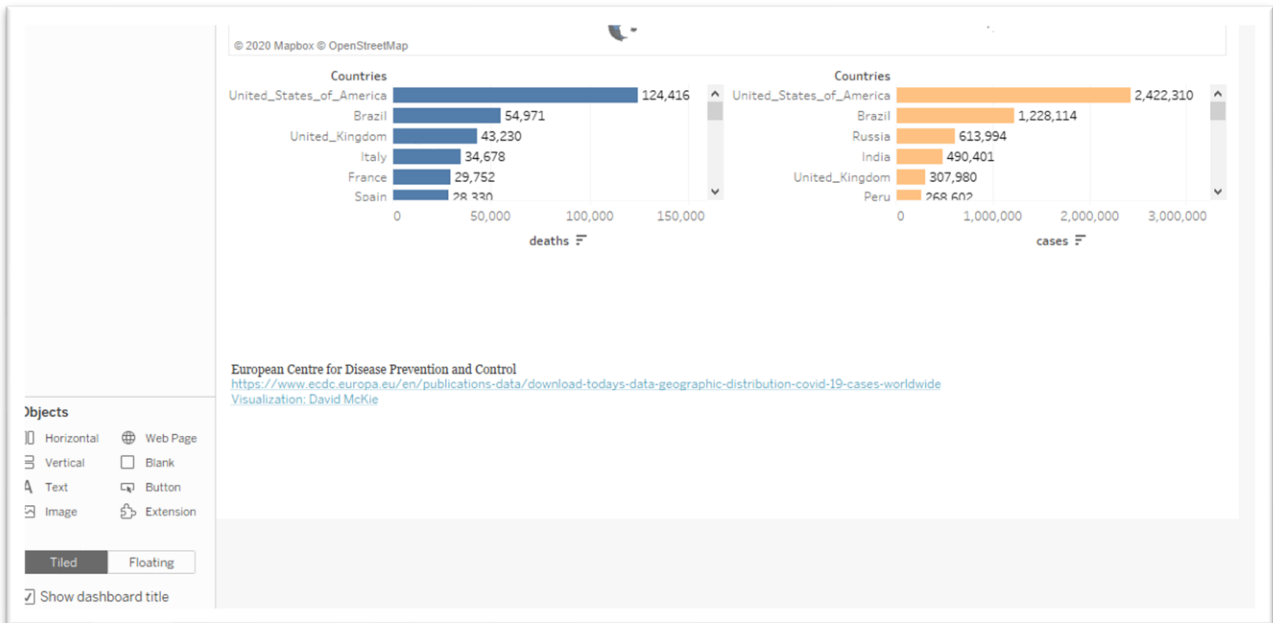 © 2020 Mapbox © OpenStreetMap
Countries
United_States_of_America 124,416
Brazil 54,971
United_Kingdom 43,230
Italy 34,678
France 29,752
Spain 28,330
0 50,000 100,000 150,000
deaths
Countries
United_States_of_America 2,422,310
Brazil 1,228,114
Russia 613,994
India 490,401
United_Kingdom 307,980
Peru 268,602
0 1,000,000 2,000,000 3,000,000
cases
European Centre for Disease Prevention and Control
https://www.ecdc.europa.eu/en/publications-data/download-todays-data-geographic-distribution-covid-19-cases-worldwide
Visualization: David McKie
Objects
Horizontal Web Page
Vertical Blank
A Text Button
Image Extension
Tiled Floating
Show dashboard title